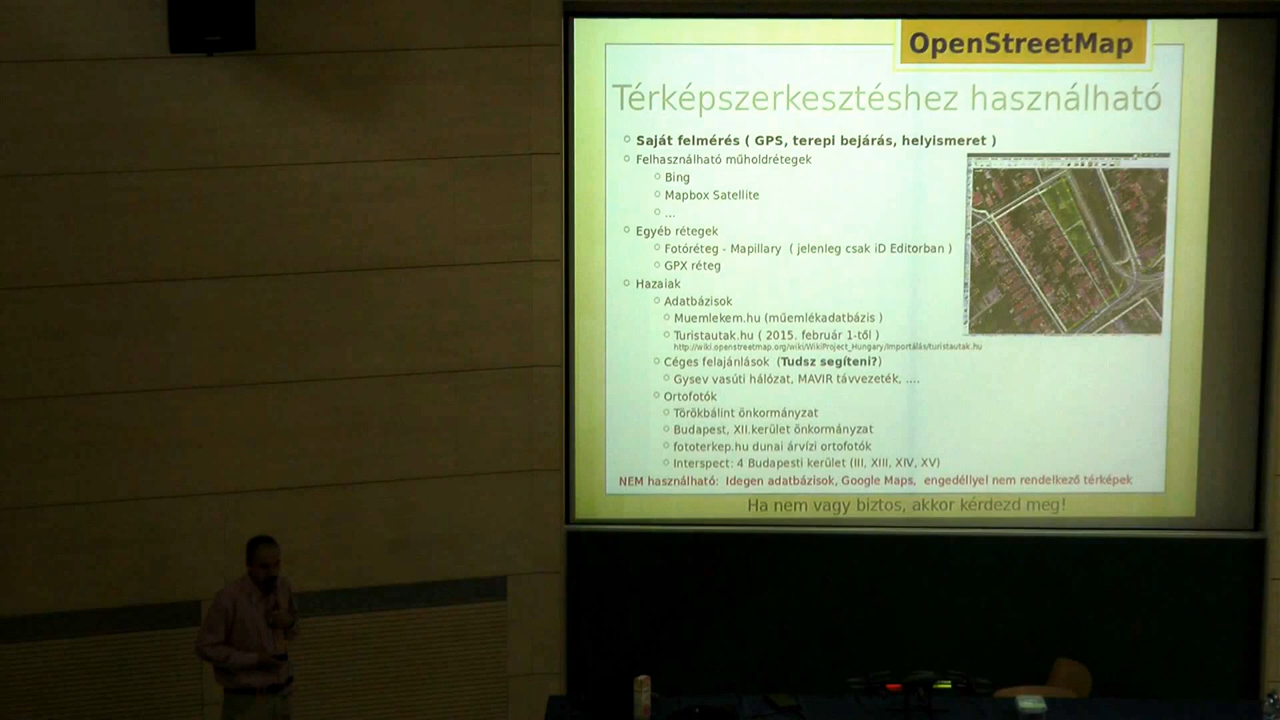 OpenStreetMap
Térképszerkesztéshez használható
Saját felmérés ( GPS, terepi bejárás, helyismeret )
Felhasználható műholdrétegek
Bing
Mapbox Satellite
...
Egyéb rétegek
Fotóréteg - Mapillary ( jelenleg csak iD Editorban )
GPX réteg
Hazaiak
Adatbázisok
Muemlekem.hu (műemlékadatbázis )
Turistautak.hu ( 2015. február 1-től )
http://wiki.openstreetmap.org/wiki/WikiProject_Hungary/Importálás/turistautak.hu
Céges felajánlások (Tudsz segíteni?)
Gysev vasúti hálózat, MAVIR távvezeték, ....
Ortofotók
Törökbálint önkormányzat
Budapest, XII.kerület önkormányzat
fototerkep.hu dunai árvízi ortofotók
Interspect: 4 Budapesti kerület (III, XIII, XIV, XV)
NEM használható: Idegen adatbázisok, Google Maps, engedéllyel nem rendelkező térképek
Ha nem vagy biztos, akkor kérdezd meg!